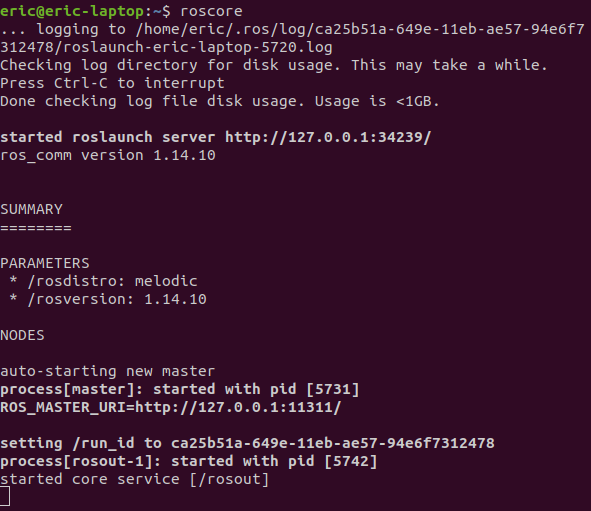 eric@eric-laptop:~$ roscore
... logging to /home/eric/.ros/log/ca25b51a-649e-11eb-ae57-94e6f7
312478/roslaunch-eric-laptop-5720.log
Checking log directory for disk usage. This may take a while.
Press Ctrl-C to interrupt
Done checking log file disk usage. Usage is <1GB.

started roslaunch server http://127.0.0.1:34239/
ros_comm version 1.14.10


SUMMARY
========

PARAMETERS
 * /rosdistro: melodic
 * /rosversion: 1.14.10

NODES

auto-starting new master
process[master]: started with pid [5731]
ROS_MASTER_URI=http://127.0.0.1:11311/

setting /run_id to ca25b51a-649e-11eb-ae57-94e6f7312478
process[rosout-1]: started with pid [5742]
started core service [/rosout]